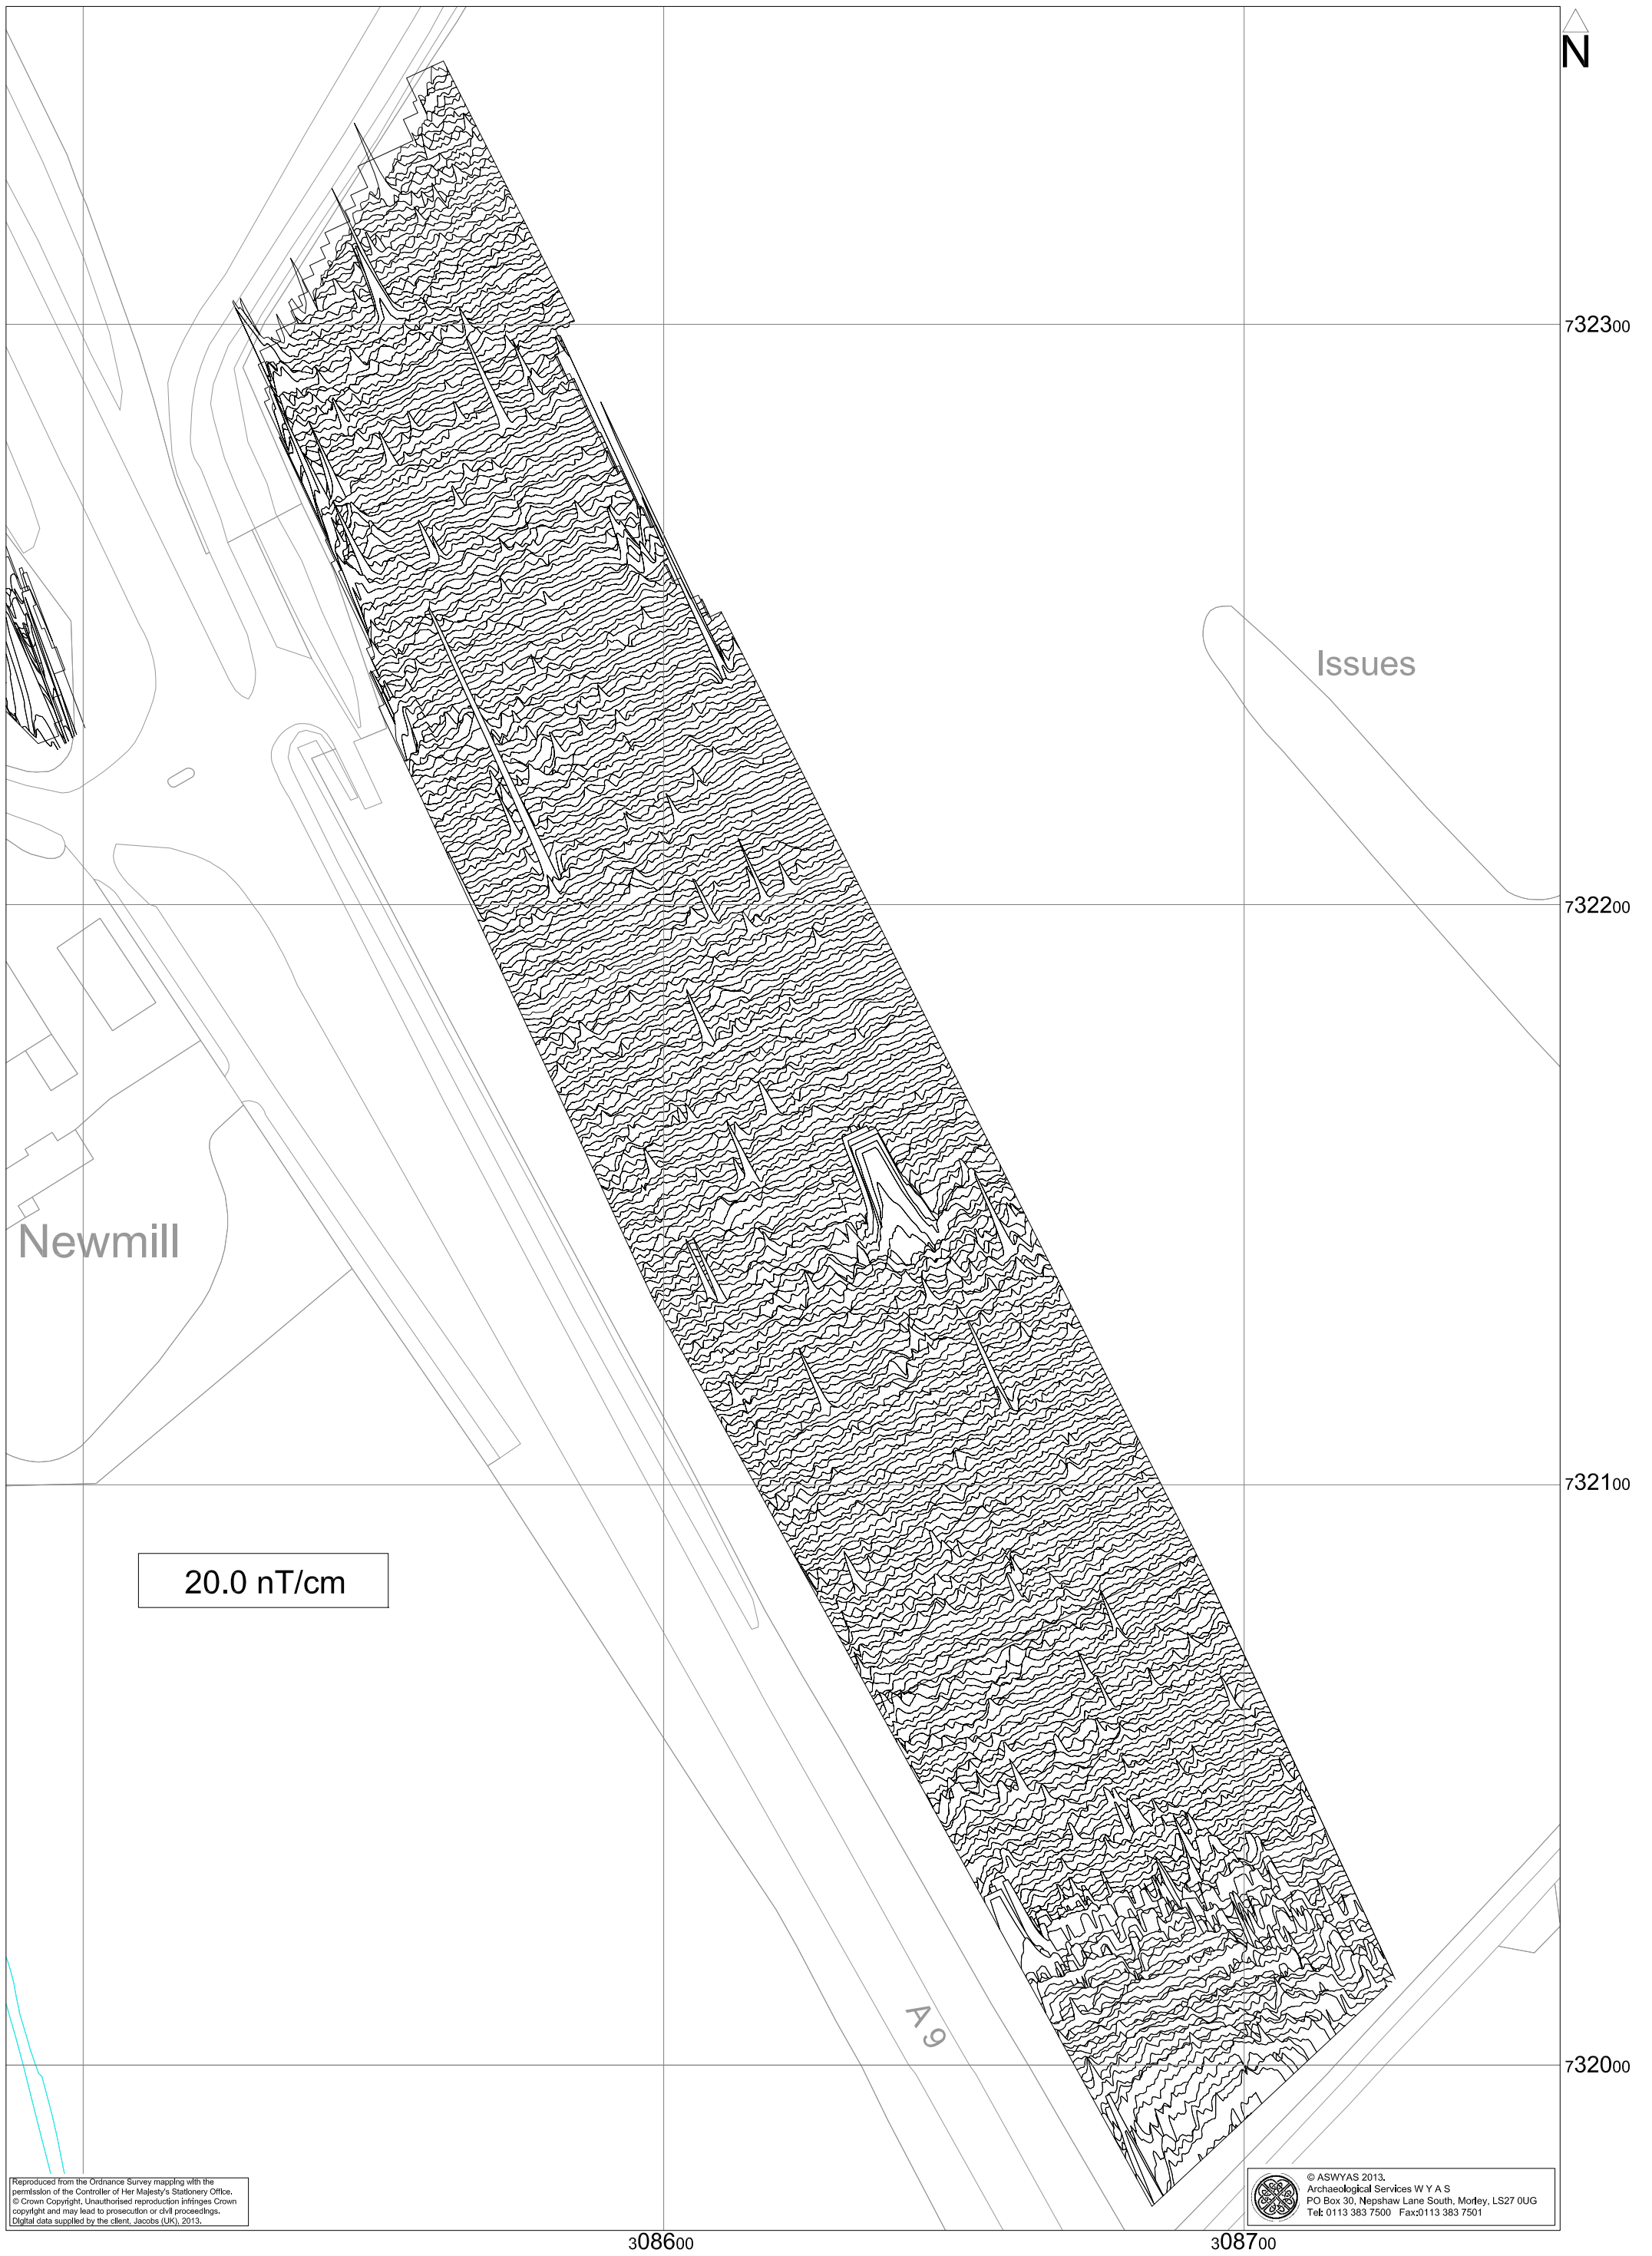 N
732300
Issues
732200
Newmill
732100
20.0 nT/cm
A 9
732000
Reproduced from the Ordnance Survey mapping with the
permission of the Controller of Her Majesty's Stationery Office.
© Crown Copyright, Unauthorised reproduction infringes Crown
copyright and may lead to prosecution or civil proceedings.
Digital data supplied by the client, Jacobs (UK), 2013.
© ASWYAS 2013.
Archaeological Services W Y A S
PO Box 30, Nepshaw Lane South, Morley, LS27 0UG
Tel: 0113 383 7500 Fax:0113 383 7501
308600
308700